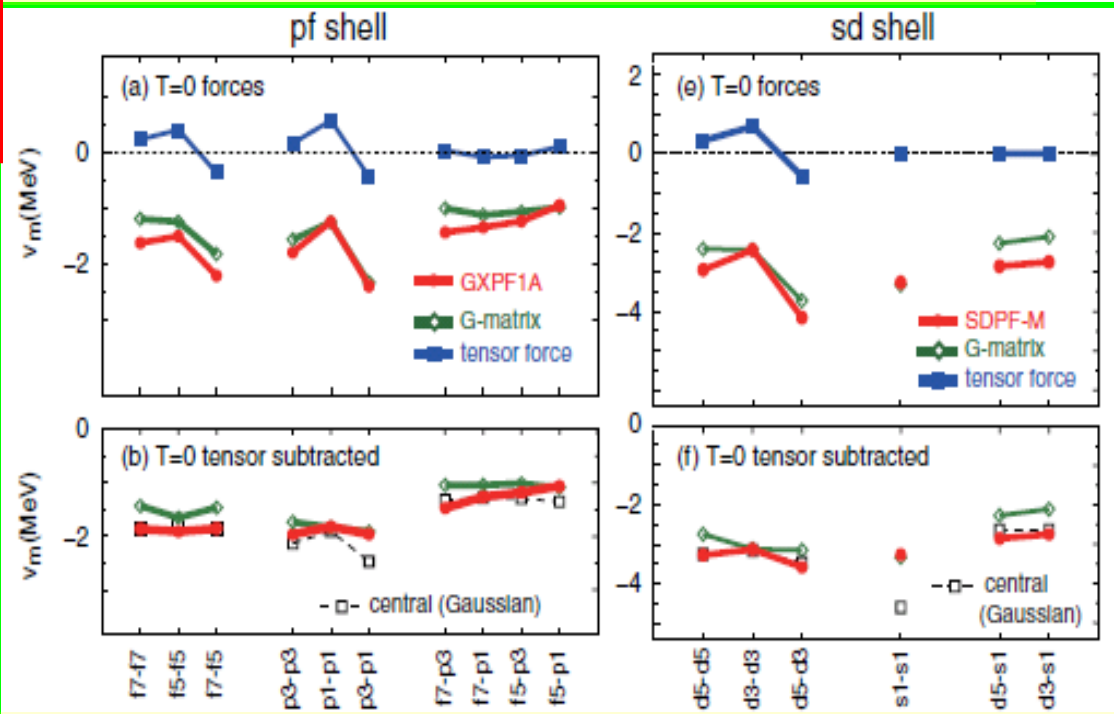 pf shell
sd shell
(a) T=0 forces
0
−2
v_m(MeV)
GXPF1A
G-matrix
tensor force
(e) T=0 forces
2
0
−2
−4
SDPF-M
G-matrix
tensor force
(b) T=0 tensor subtracted
0
−2
v_m(MeV)
central (Gaussian)
f7-f7
f5-f5
f7-f5
p3-p3
p1-p1
p3-p1
f7-p3
f7-p1
f5-p3
f5-p1
(f) T=0 tensor subtracted
0
−2
−4
central
(Gaussian)
d5-d5
d3-d3
d5-d3
s1-s1
d5-s1
d3-s1